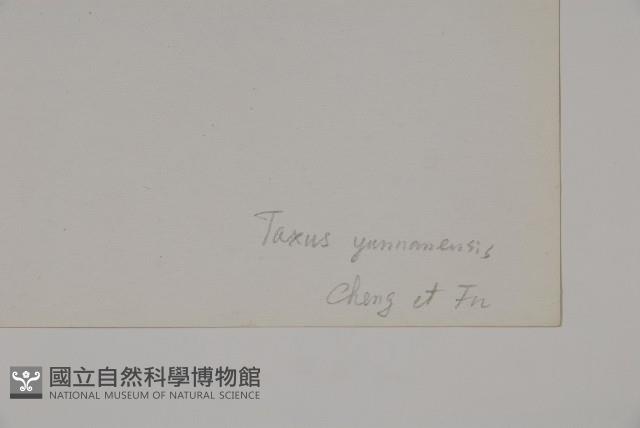 Taxus yunnanensis
Cheng et Fu
國立自然科學博物館
NATIONAL MUSEUM OF NATURAL SCIENCE